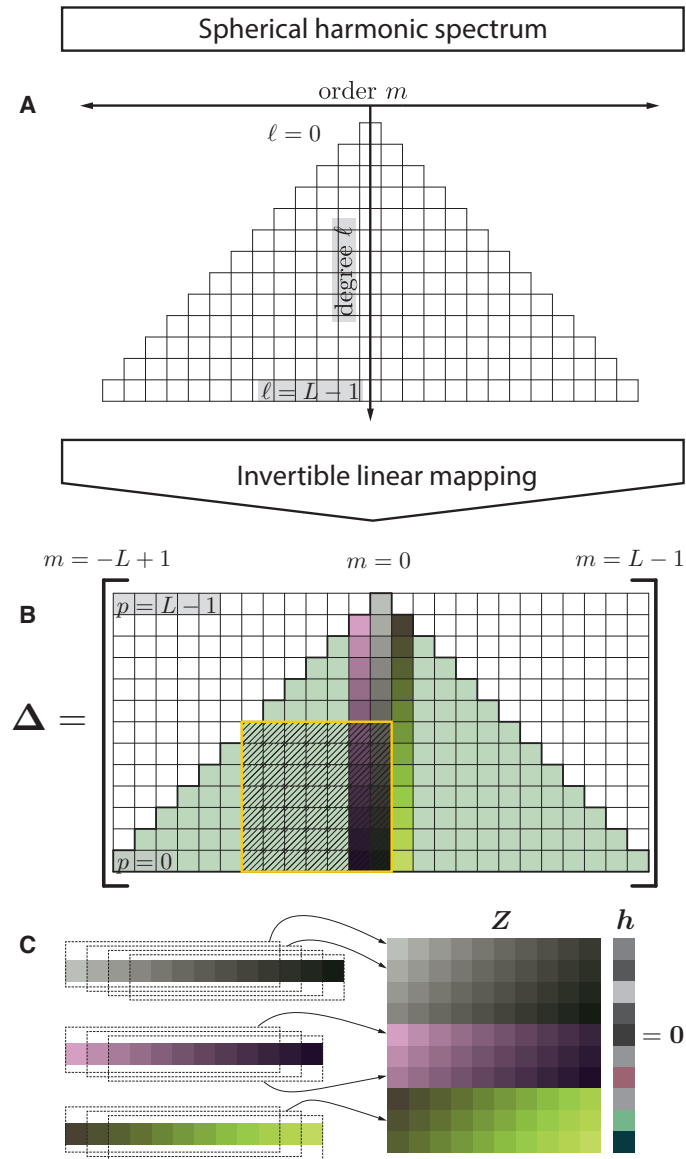 Spherical harmonic spectrum
A
order m
ℓ = 0
degree ℓ
ℓ = L − 1
Invertible linear mapping
m = −L + 1
m = 0
m = L − 1
B
p = L − 1
Δ =
p = 0
C
Z
h
= 0